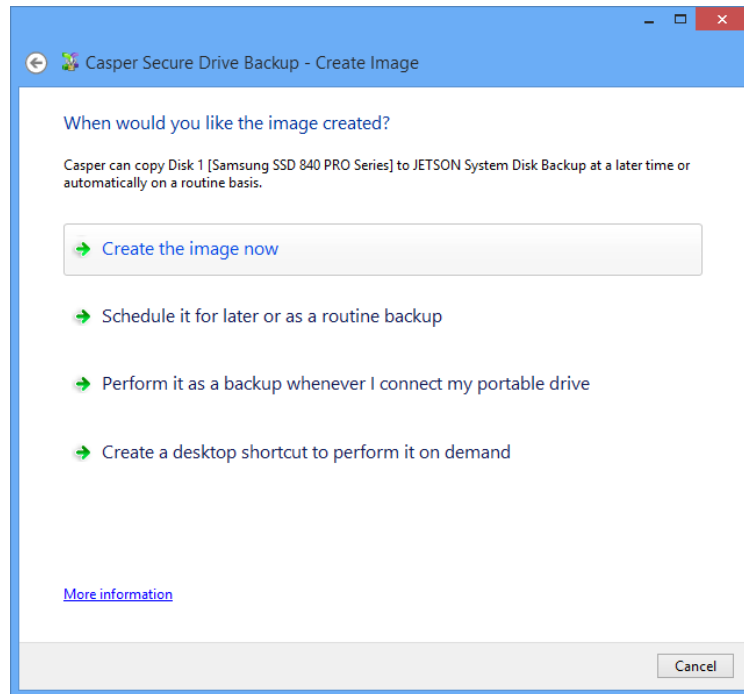 Casper Secure Drive Backup - Create Image
When would you like the image created?
Casper can copy Disk 1 [Samsung SSD 840 PRO Series] to JETSON System Disk Backup at a later time or
automatically on a routine basis.
Create the image now
Schedule it for later or as a routine backup
Perform it as a backup whenever I connect my portable drive
Create a desktop shortcut to perform it on demand
More information
Cancel